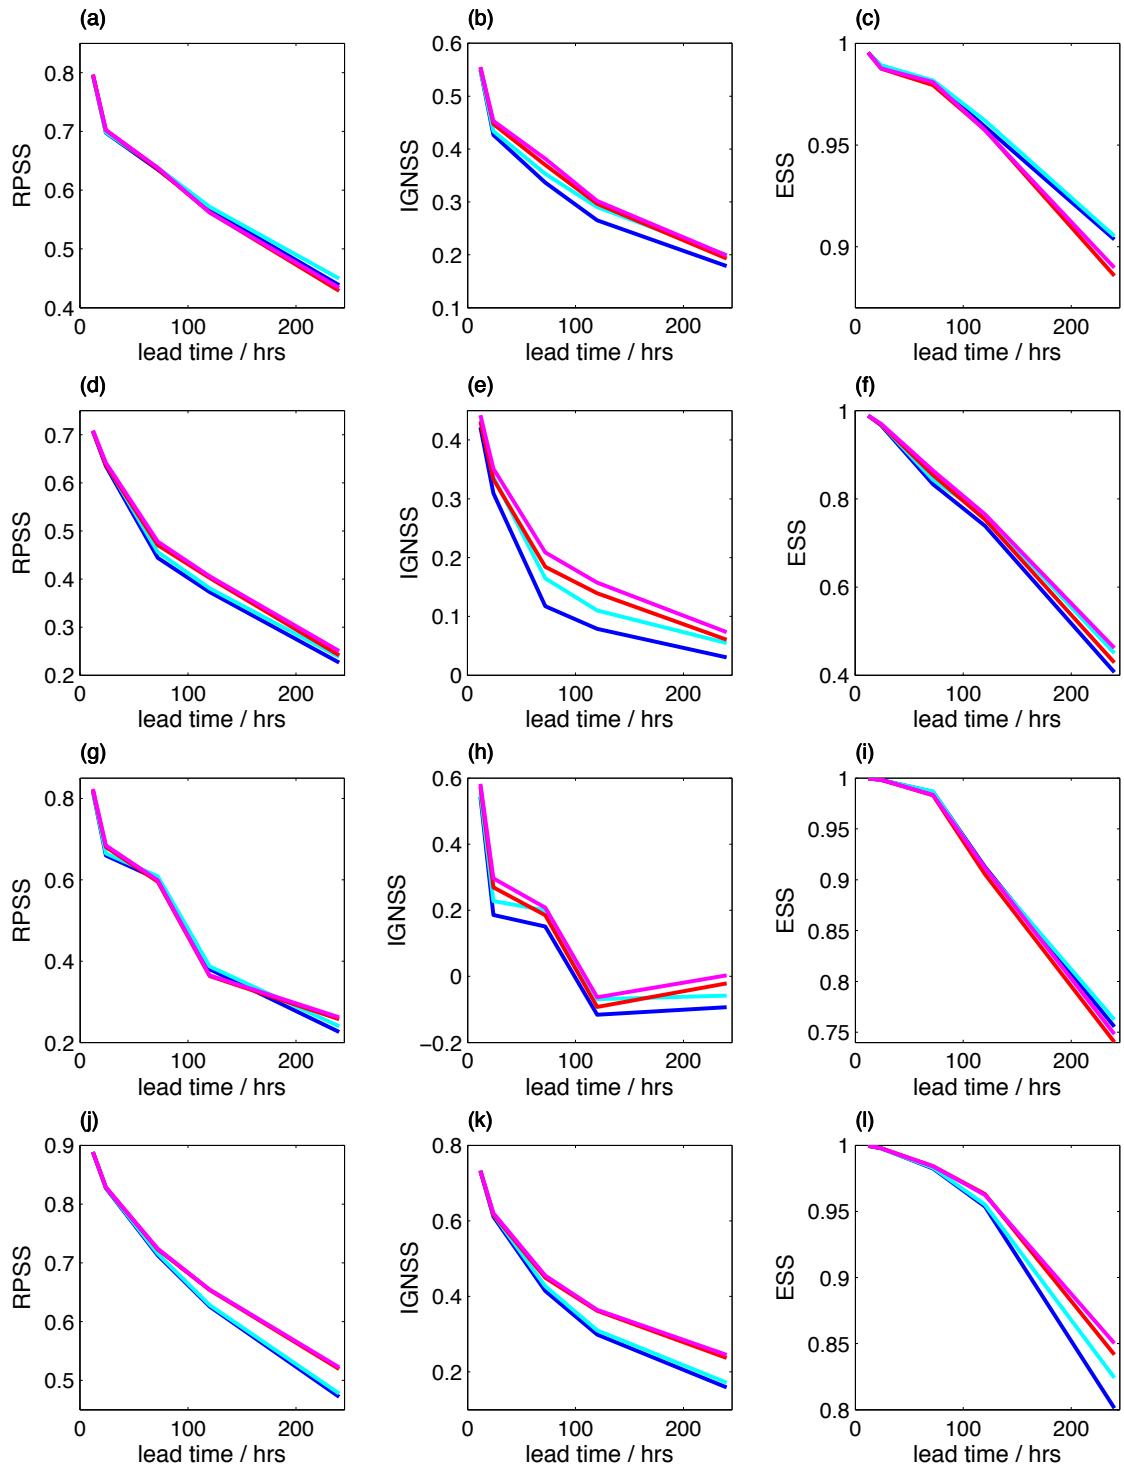 (a) (b) (c)
0.8
0.7
0.6
0.5
0.4
RPSS
0 100 200
lead time / hrs
0.6
0.5
0.4
0.3
0.2
0.1
IGNSS
0 100 200
lead time / hrs
1
0.95
0.9
ESS
0 100 200
lead time / hrs
(d) (e) (f)
0.7
0.6
0.5
0.4
0.3
0.2
RPSS
0 100 200
lead time / hrs
0.4
0.3
0.2
0.1
0
IGNSS
0 100 200
lead time / hrs
1
0.8
0.6
0.4
ESS
0 100 200
lead time / hrs
(g) (h) (i)
0.8
0.6
0.4
0.2
RPSS
0 100 200
lead time / hrs
0.6
0.4
0.2
0
−0.2
IGNSS
0 100 200
lead time / hrs
1
0.95
0.9
0.85
0.8
0.75
ESS
0 100 200
lead time / hrs
(j) (k) (l)
0.9
0.8
0.7
0.6
0.5
RPSS
0 100 200
lead time / hrs
0.8
0.6
0.4
0.2
IGNSS
0 100 200
lead time / hrs
1
0.95
0.9
0.85
0.8
ESS
0 100 200
lead time / hrs